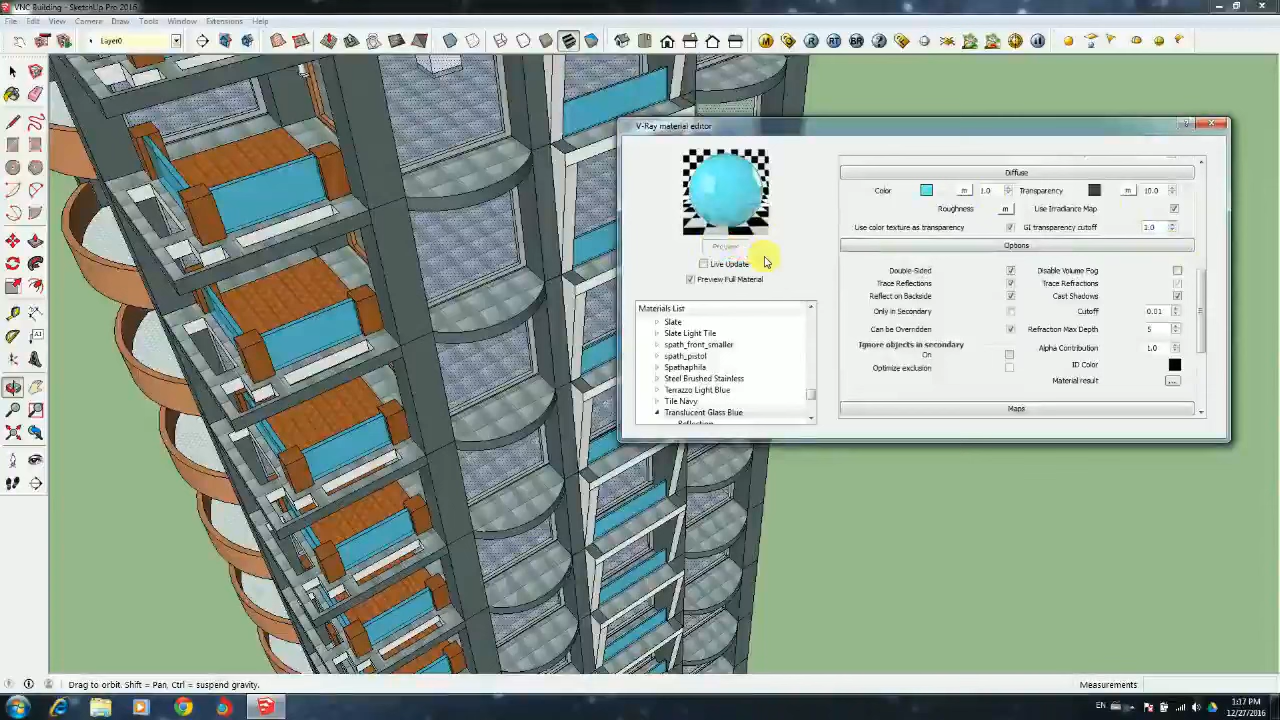 VNC Building - SketchUp Pro 2016
File Edit View Camera Draw Tools Window Extensions Help
Layer0
M R RT BR
V-Ray material editor
Preview
Live Update
Preview Full Material
Materials List
Slate
Slate Light Tile
spath_front_smaller
spath_pistol
Spathaphila
Steel Brushed Stainless
Terrazzo Light Blue
Tile Navy
Translucent Glass Blue
Reflection
Diffuse
Color m 1.0 Transparency m 10.0
Roughness m Use Irradiance Map
Use color texture as transparency GI transparency cutoff
Options
Double-Sided Disable Volume Fog
Trace Reflections Trace Refractions
Reflect on Backside Cast Shadows
Only in Secondary Cutoff 0.01
Can be Overridden Refraction Max Depth 5
Ignore objects in secondary
On Alpha Contribution 1.0
Optimize exclusion ID Color
Material result ...
Maps
Drag to orbit. Shift = Pan, Ctrl = suspend gravity.
Measurements
EN
1:17 PM
12/27/2016